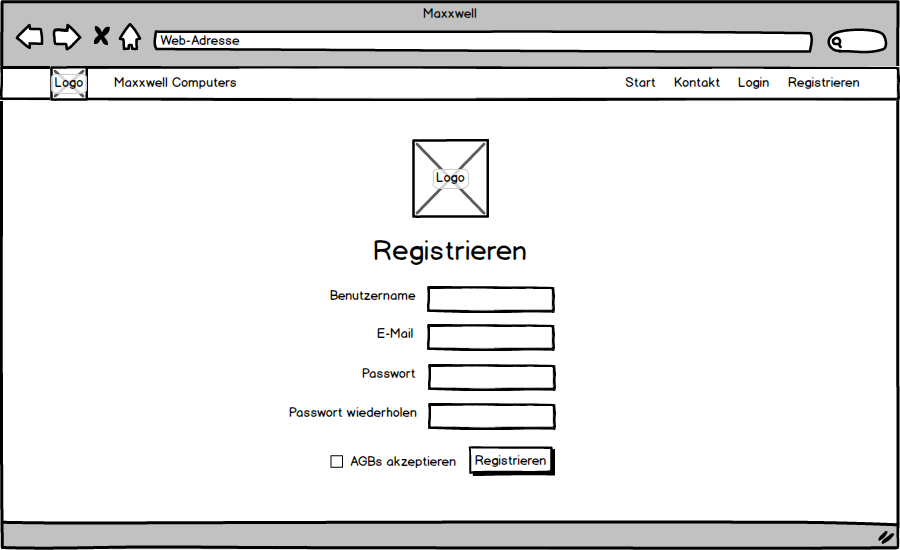 Maxxwell
Web-Adresse
Logo Maxxwell Computers Start Kontakt Login Registrieren
Logo
Registrieren
Benutzername
E-Mail
Passwort
Passwort wiederholen
AGBs akzeptieren Registrieren